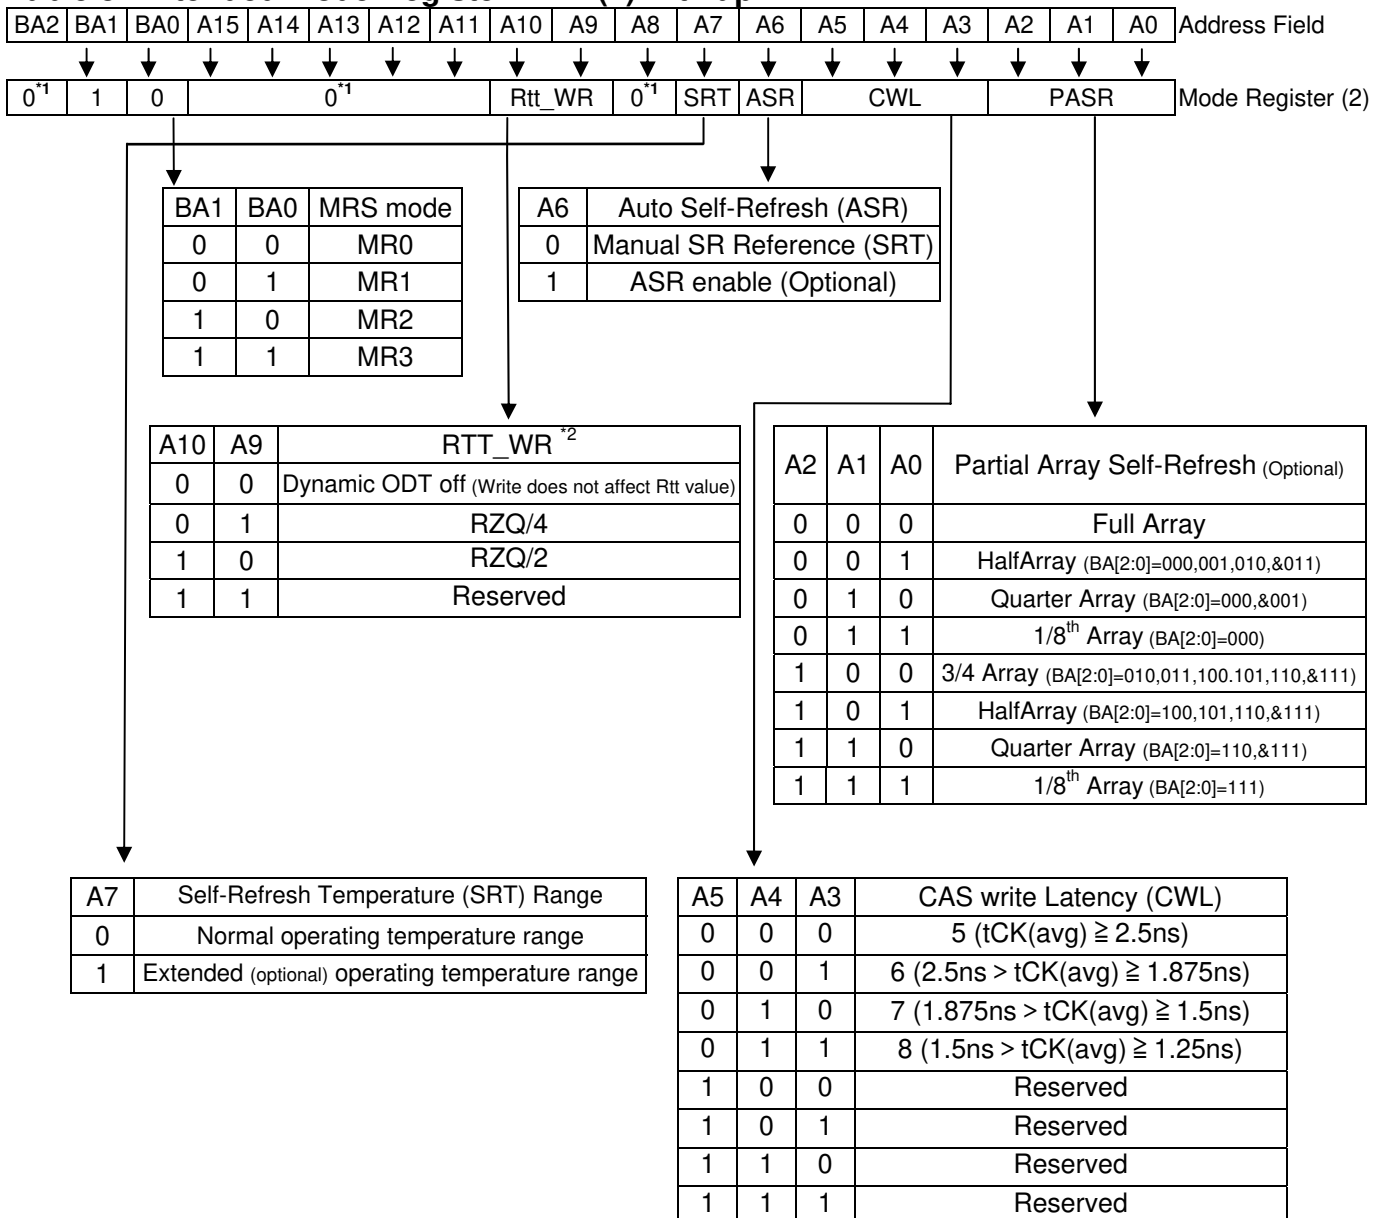 BA2 BA1 BA0 A15 A14 A13 A12 A11 A10 A9 A8 A7 A6 A5 A4 A3 A2 A1 A0 Address Field
0*1 1 0 0*1 Rtt_WR 0*1 SRT ASR CWL PASR Mode Register (2)
BA1 BA0 MRS mode
0 0 MR0
0 1 MR1
1 0 MR2
1 1 MR3
A6 Auto Self-Refresh (ASR)
0 Manual SR Reference (SRT)
1 ASR enable (Optional)
A10 A9 RTT_WR *2
0 0 Dynamic ODT off (Write does not affect Rtt value)
0 1 RZQ/4
1 0 RZQ/2
1 1 Reserved
A2 A1 A0 Partial Array Self-Refresh (Optional)
0 0 0 Full Array
0 0 1 HalfArray (BA[2:0]=000,001,010,&011)
0 1 0 Quarter Array (BA[2:0]=000,&001)
0 1 1 1/8th Array (BA[2:0]=000)
1 0 0 3/4 Array (BA[2:0]=010,011,100.101,110,&111)
1 0 1 HalfArray (BA[2:0]=100,101,110,&111)
1 1 0 Quarter Array (BA[2:0]=110,&111)
1 1 1 1/8th Array (BA[2:0]=111)
A7 Self-Refresh Temperature (SRT) Range
0 Normal operating temperature range
1 Extended (optional) operating temperature range
A5 A4 A3 CAS write Latency (CWL)
0 0 0 5 (tCK(avg) ≧ 2.5ns)
0 0 1 6 (2.5ns > tCK(avg) ≧ 1.875ns)
0 1 0 7 (1.875ns > tCK(avg) ≧ 1.5ns)
0 1 1 8 (1.5ns > tCK(avg) ≧ 1.25ns)
1 0 0 Reserved
1 0 1 Reserved
1 1 0 Reserved
1 1 1 Reserved